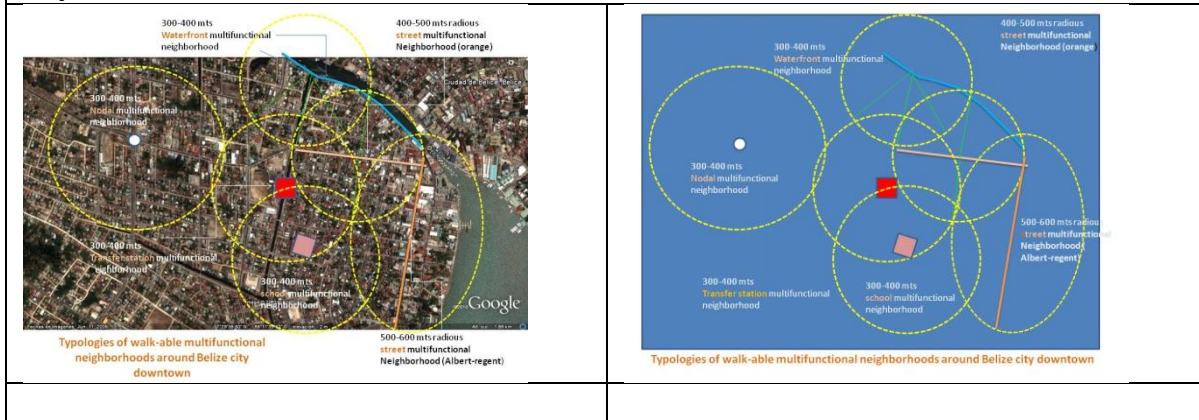 300-400 mts
Waterfront multifunctional
neighborhood
400-500 mts radious
street multifunctional
Neighborhood (orange)
Ciudad de Belice, Belice
300-400 mts
Nodal multifunctional
neighborhood
300-400 mts
Transfer station multifunctional
neighborhood
300-400 mts
school multifunctional
neighborhood
Google
500-600 mts radious
street multifunctional
Neighborhood (Albert-regent)
Typologies of walk-able multifunctional
neighborhoods around Belize city
downtown
400-500 mts radious
street multifunctional
Neighborhood (orange)
300-400 mts
Waterfront multifunctional
neighborhood
300-400 mts
Nodal multifunctional
neighborhood
500-600 mts radiou
treet multifunctional
Neighborhood (
Albert-regent)
300-400 mts
Transfer station multifunctional
neighborhood
300-400 mts
school multifunctional
neighborhood
Typologies of walk-able multifunctional neighborhoods around Belize city downtown